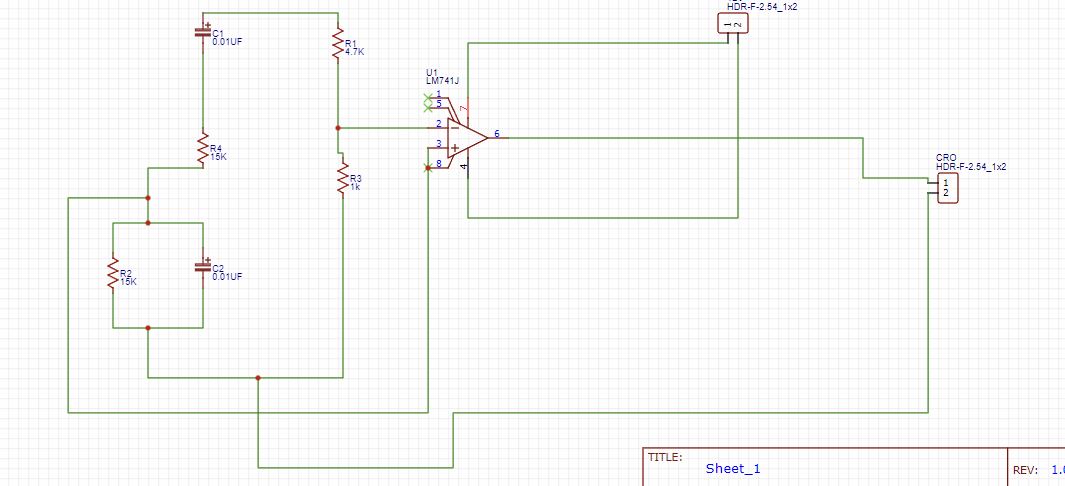 HDR-F-2.54_1x2
1
2
C1
0.01UF
R1
4.7K
U1
LM741J
1
5
7
2
3
8
4
6
R4
15K
R3
1k
CRO
HDR-F-2.54_1x2
1
2
R2
15K
C2
0.01UF
TITLE:
Sheet_1
REV: